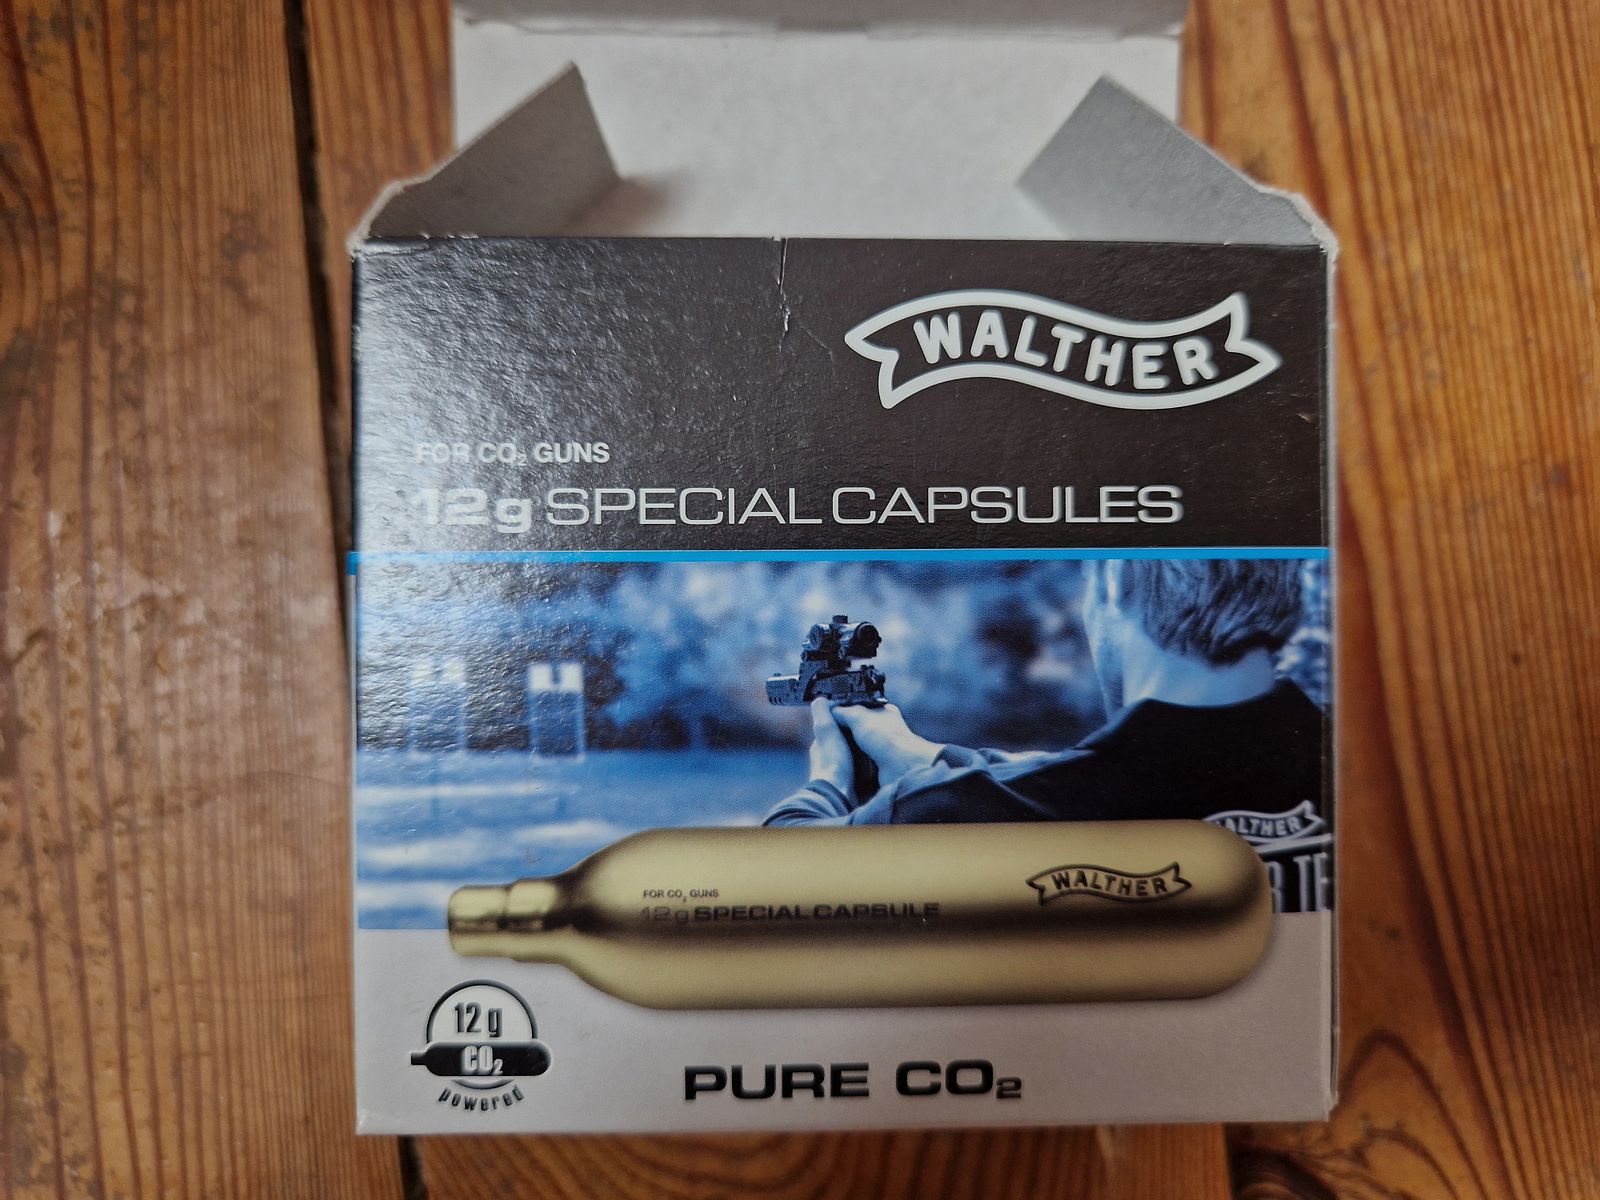 WALTHER
FOR CO₂ GUNS
12g SPECIAL CAPSULES
WALTHER
FOR CO₂ GUNS
12g SPECIAL CAPSULE
WALTHER
12 g
CO₂
powered
PURE CO₂